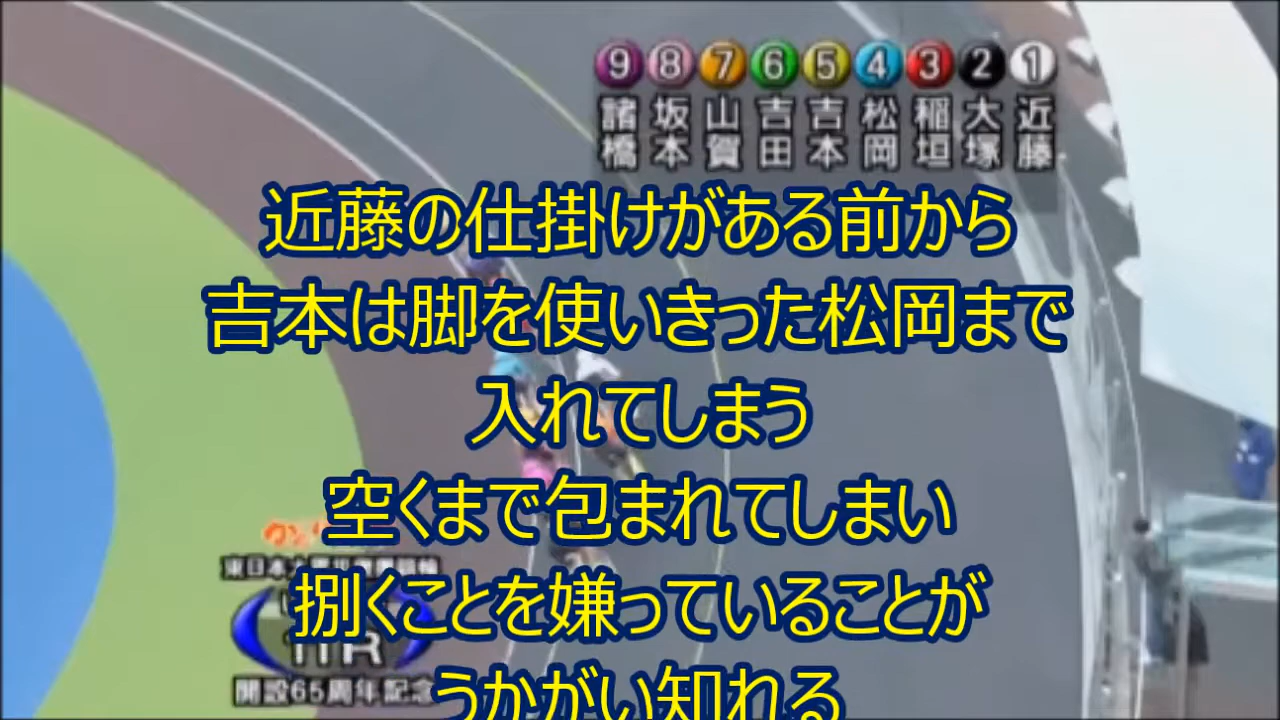 9 8 7 6 5 4 3 2 1
諸橋 坂本 山賀 吉田 吉本 松岡 稲垣 大塚 近藤
近藤の仕掛けがある前から
吉本は脚を使いきった松岡まで
入れてしまう
空くまで包まれてしまい
捌くことを嫌っていることが
うかがい知れる
東日本
11R
開設65周年記念